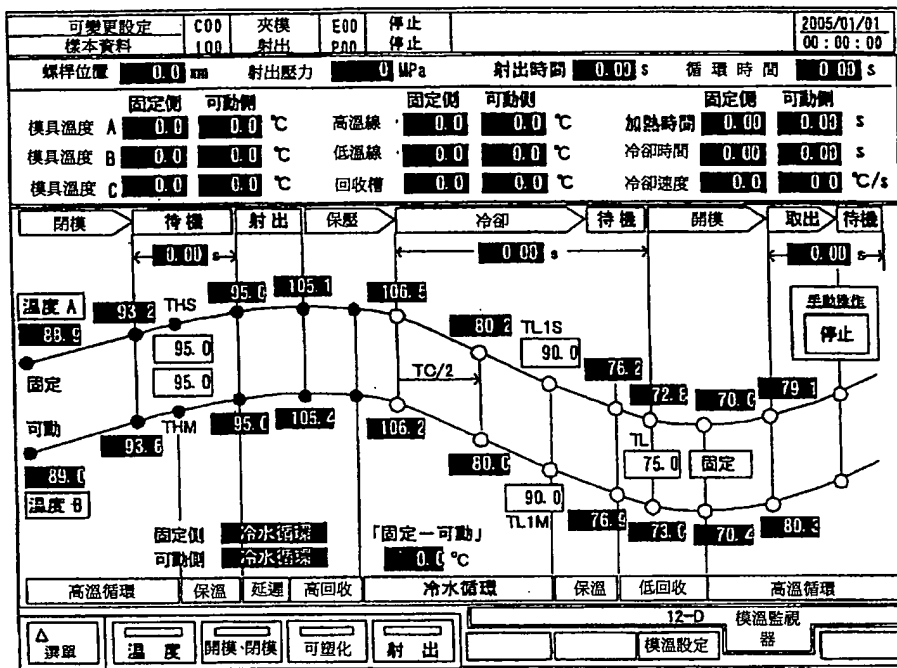 可變更設定 C00 夾模 E00 停止 2005/01/01
樣本資料 I00 射出 P00 停止 00:00:00
螺桿位置 0.0 mm 射出壓力 0 MPa 射出時間 0.00 s 循環時間 0.00 s
固定側 可動側 固定側 可動側 固定側 可動側
模具溫度 A 0.0 0.0 ℃ 高溫線 0.0 0.0 ℃ 加熱時間 0.00 0.00 s
模具溫度 B 0.0 0.0 ℃ 低溫線 0.0 0.0 ℃ 冷卻時間 0.00 0.00 s
模具溫度 C 0.0 0.0 ℃ 回收槽 0.0 0.0 ℃ 冷卻速度 0.0 0.0 ℃/s
閉模 待機 射出 保壓 冷卻 待機 開模 取出 待機
0.00 s 0.00 s 0.00 s
溫度 A 93.2 THS 95.0 105.1 106.5 手動操作
88.9 80.2 TL1S 停止
95.0 90.0
固定 95.0 TC/2 76.2 72.8 70.0 79.1
可動 THM TL
93.8 95.0 105.4 106.2 80.0 75.0 固定
89.0 90.0
溫度 B TL1M 76.9 73.0 70.4 80.3
固定側 冷水循環 「固定一可動」
可動側 冷水循環 0.0 ℃
高溫循環 保溫 延遲 高回收 冷水循環 保溫 低回收 高溫循環
12-D 模溫監視器
△
選單 溫度 開模・閉模 可塑化 射出 模溫設定